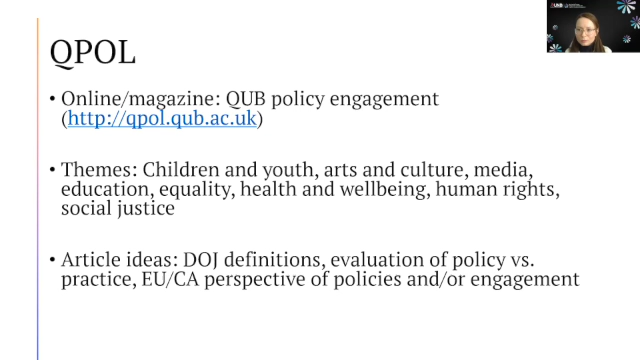 QPOL
• Online/magazine: QUB policy engagement
(http://qpol.qub.ac.uk)
• Themes: Children and youth, arts and culture, media,
education, equality, health and wellbeing, human rights,
social justice
• Article ideas: DOJ definitions, evaluation of policy vs.
practice, EU/CA perspective of policies and/or engagement
UNB